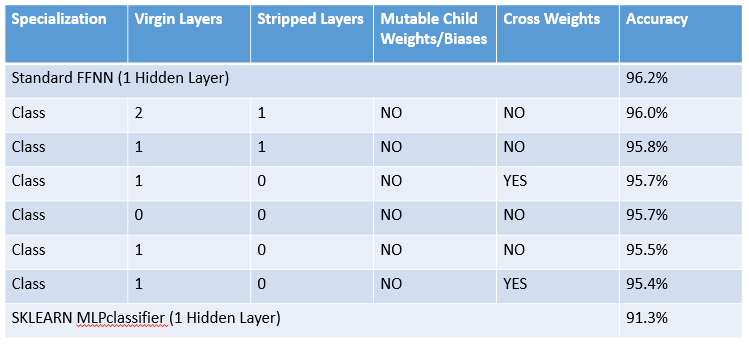 Specialization Virgin Layers Stripped Layers Mutable Child Weights/Biases Cross Weights Accuracy
Standard FFNN (1 Hidden Layer) 96.2%
Class 2 1 NO NO 96.0%
Class 1 1 NO NO 95.8%
Class 1 0 NO YES 95.7%
Class 0 0 NO NO 95.7%
Class 1 0 NO NO 95.5%
Class 1 0 NO YES 95.4%
SKLEARN MLPclassifier (1 Hidden Layer) 91.3%